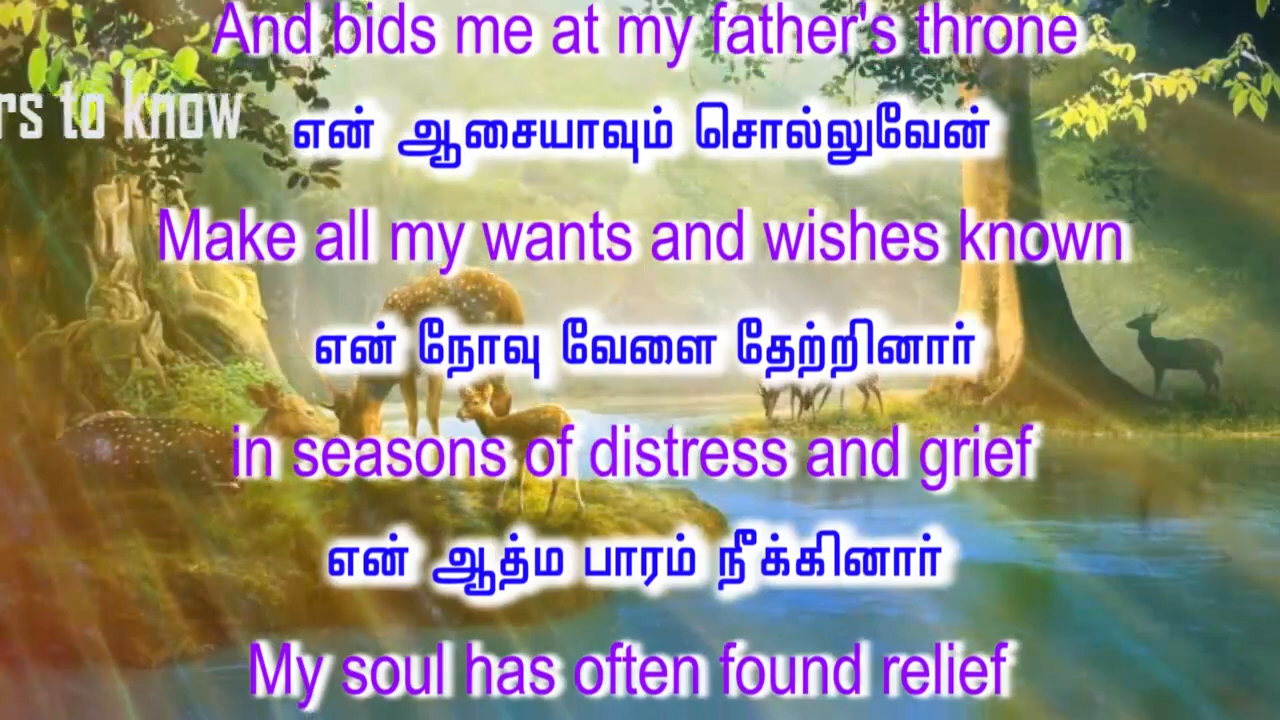 And bids me at my father's throne
rs to know
என் ஆசையாவும் சொல்லுவேன்
Make all my wants and wishes known
என் நோவு வேளை தேற்றினார்
in seasons of distress and grief
என் ஆத்ம பாரம் நீக்கினார்
My soul has often found relief